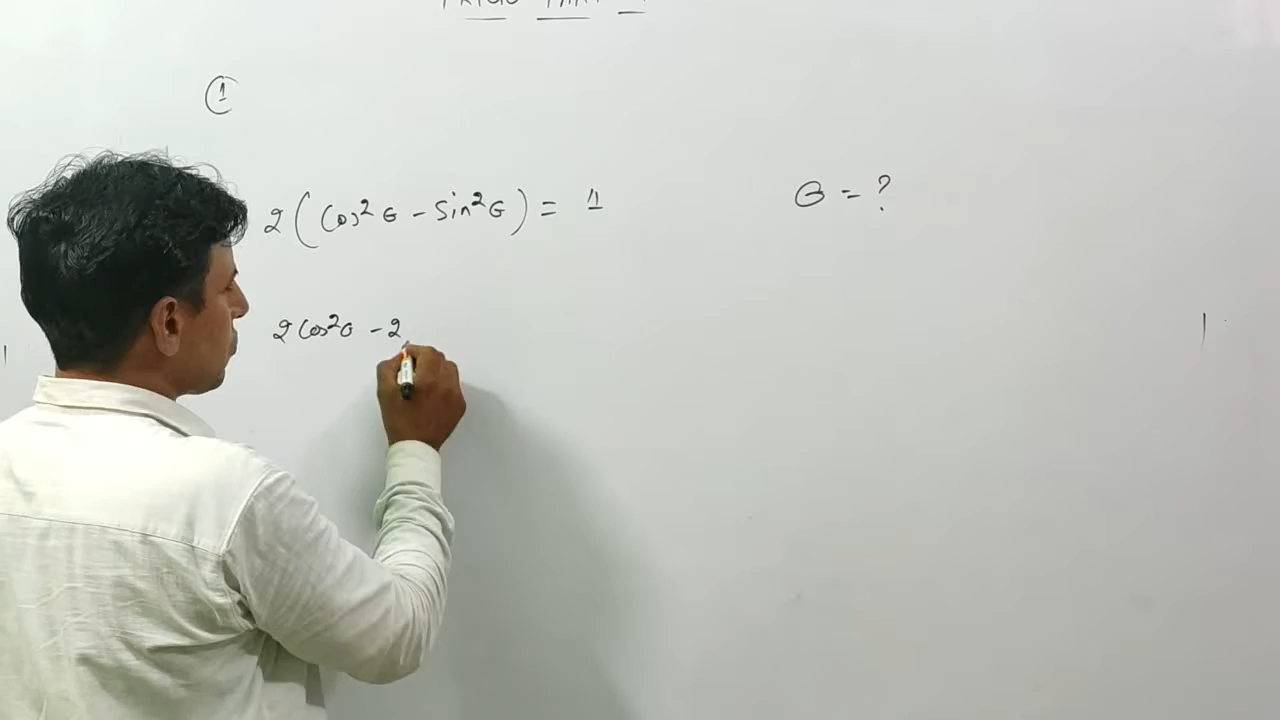 ①
2(Cos²θ - Sin²θ) = 1
θ = ?
2Cos²θ - 2